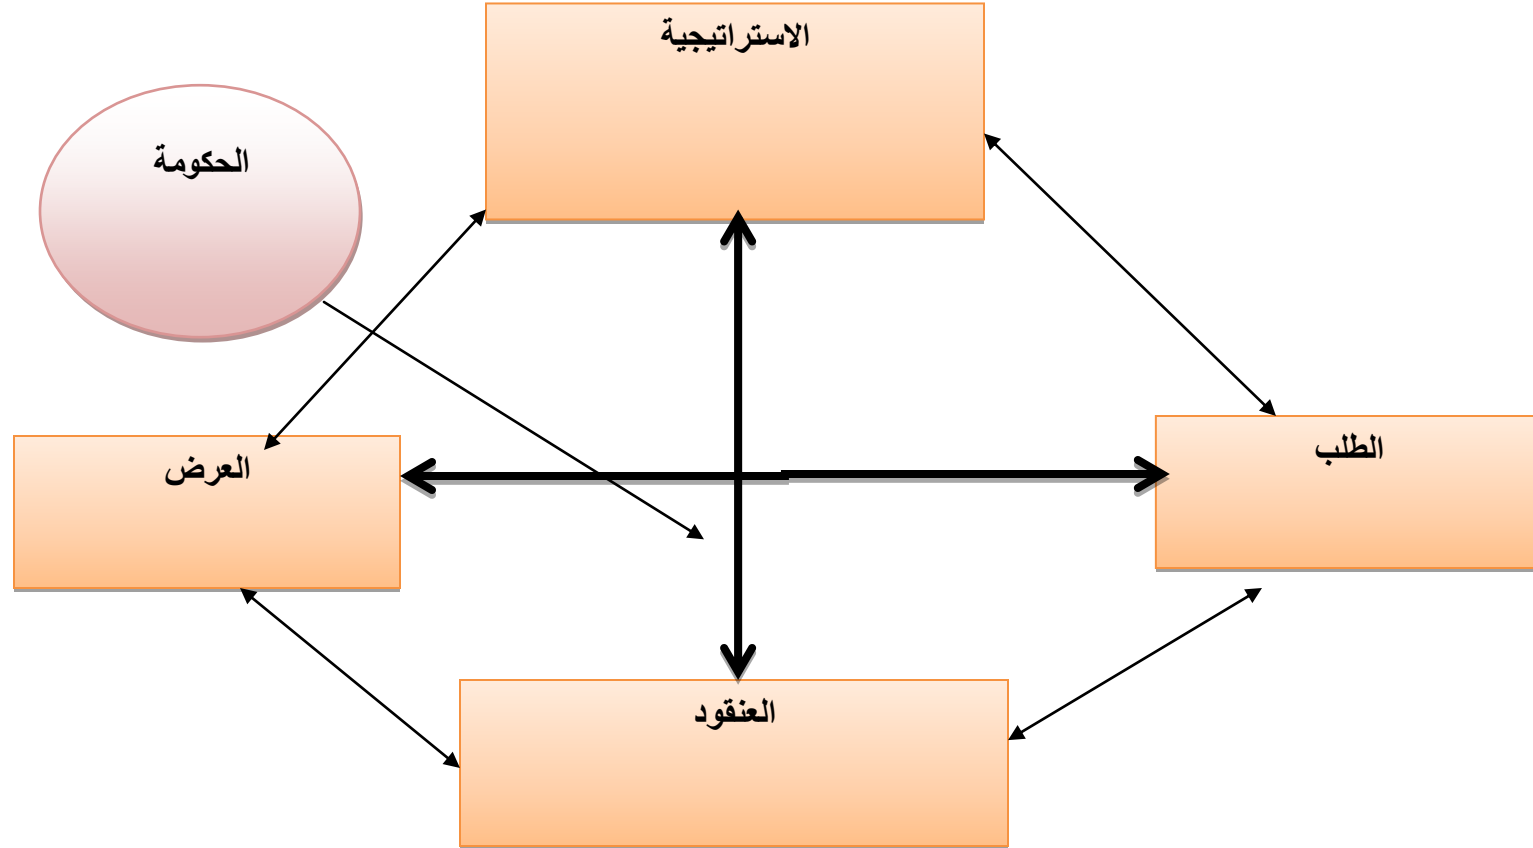 الاستراتيجية
الحكومة
الطلب
العرض
العنقود